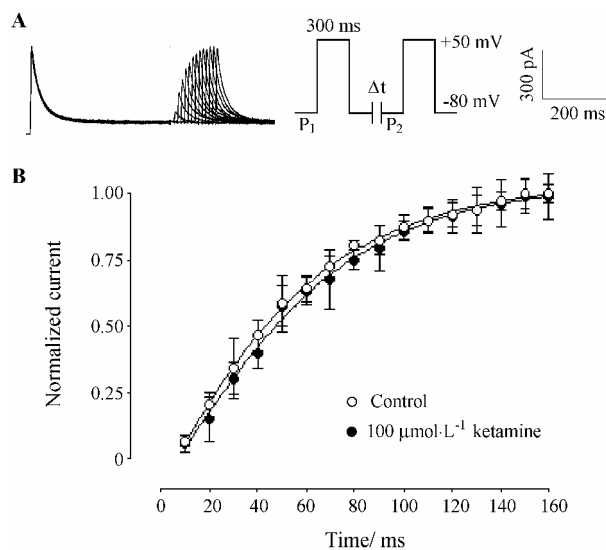 A
300 ms
+50 mV
Δt
-80 mV
P1
P2
300 pA
200 ms
B
Normalized current
1.00
0.75
0.50
0.25
0
Control
100 μmol·L⁻¹ ketamine
0 20 40 60 80 100 120 140 160
Time/ ms